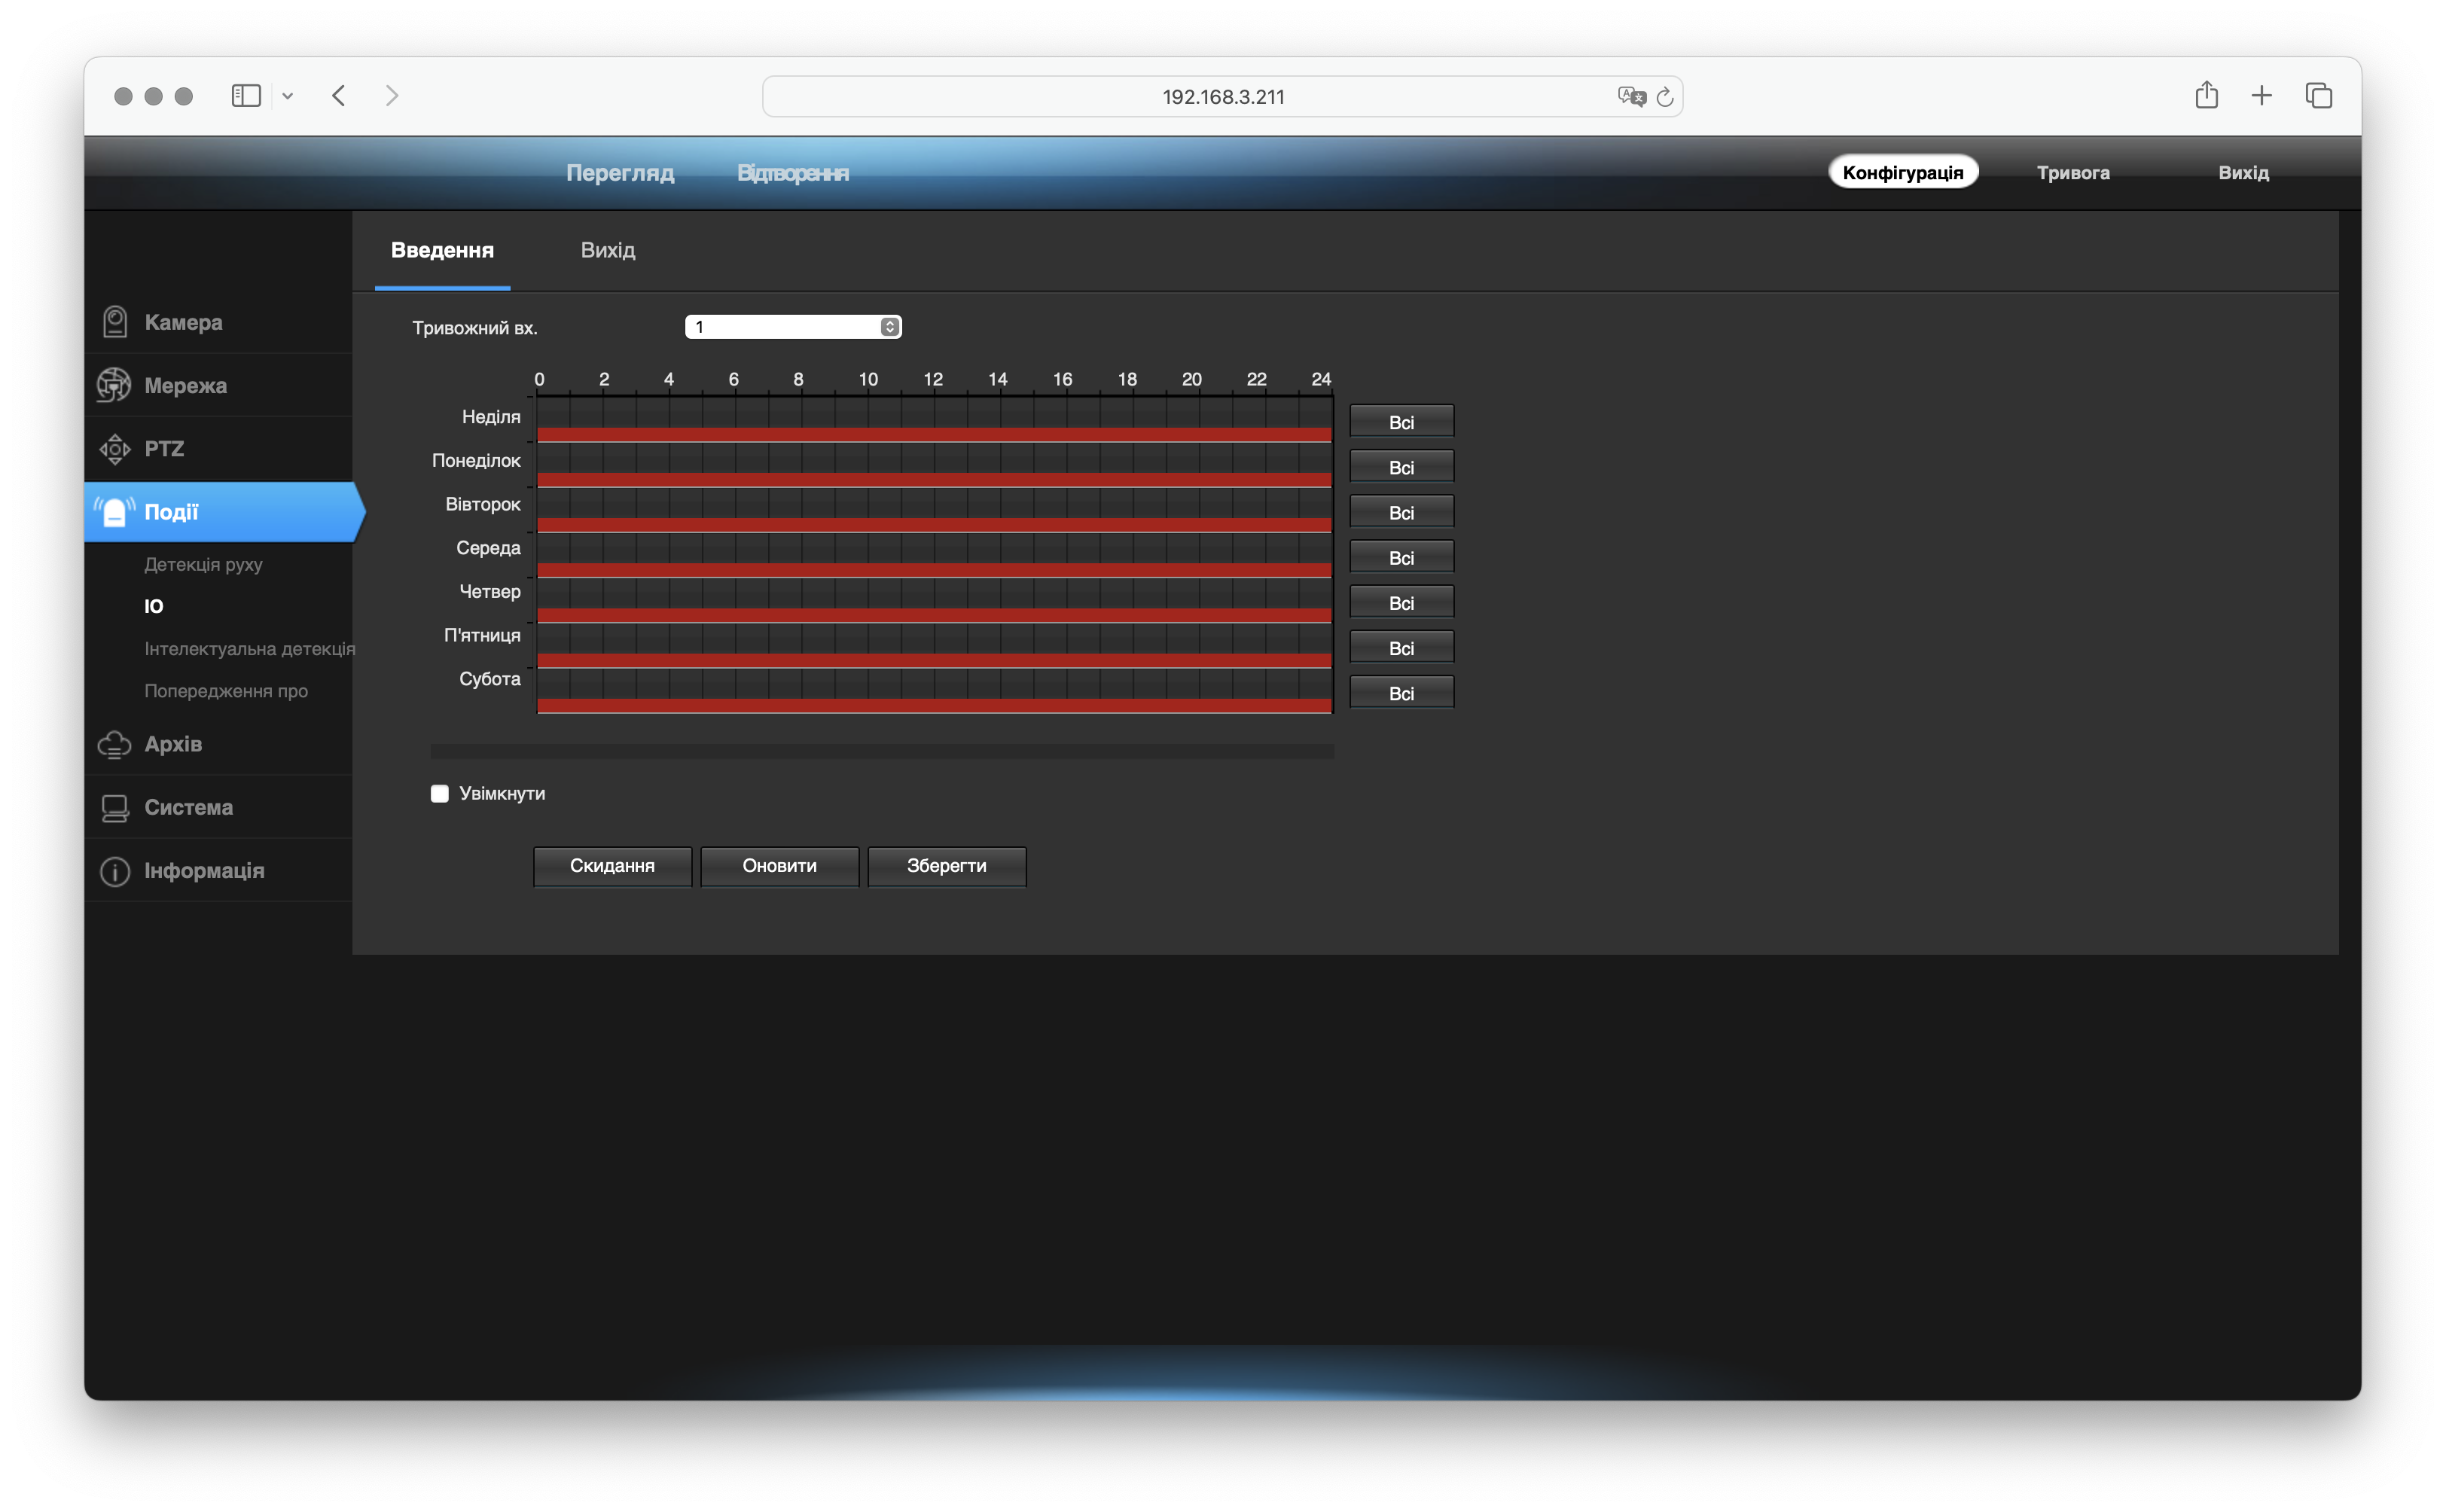 192.168.3.211
Перегляд Відтворення Конфігурація Тривога Вихід
Введення Вихід
Камера
Мережа
PTZ
Події
Детекція руху
IO
Інтелектуальна детекція
Попередження про
Архів
Система
Інформація
Тривожний вх. 1
0 2 4 6 8 10 12 14 16 18 20 22 24
Неділя Всі
Понеділок Всі
Вівторок Всі
Середа Всі
Четвер Всі
П'ятниця Всі
Субота Всі
Увімкнути
Скидання Оновити Зберегти